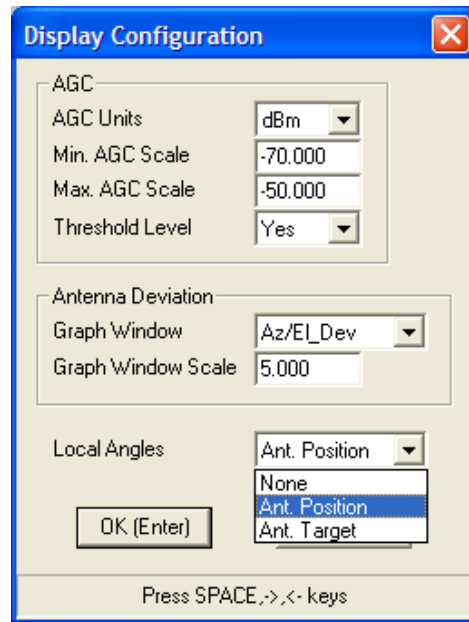 Display Configuration
AGC
AGC Units dBm
Min. AGC Scale -70.000
Max. AGC Scale -50.000
Threshold Level Yes
Antenna Deviation
Graph Window Az/El_Dev
Graph Window Scale 5.000
Local Angles Ant. Position
None
Ant. Position
Ant. Target
OK (Enter)
Press SPACE,->,<- keys